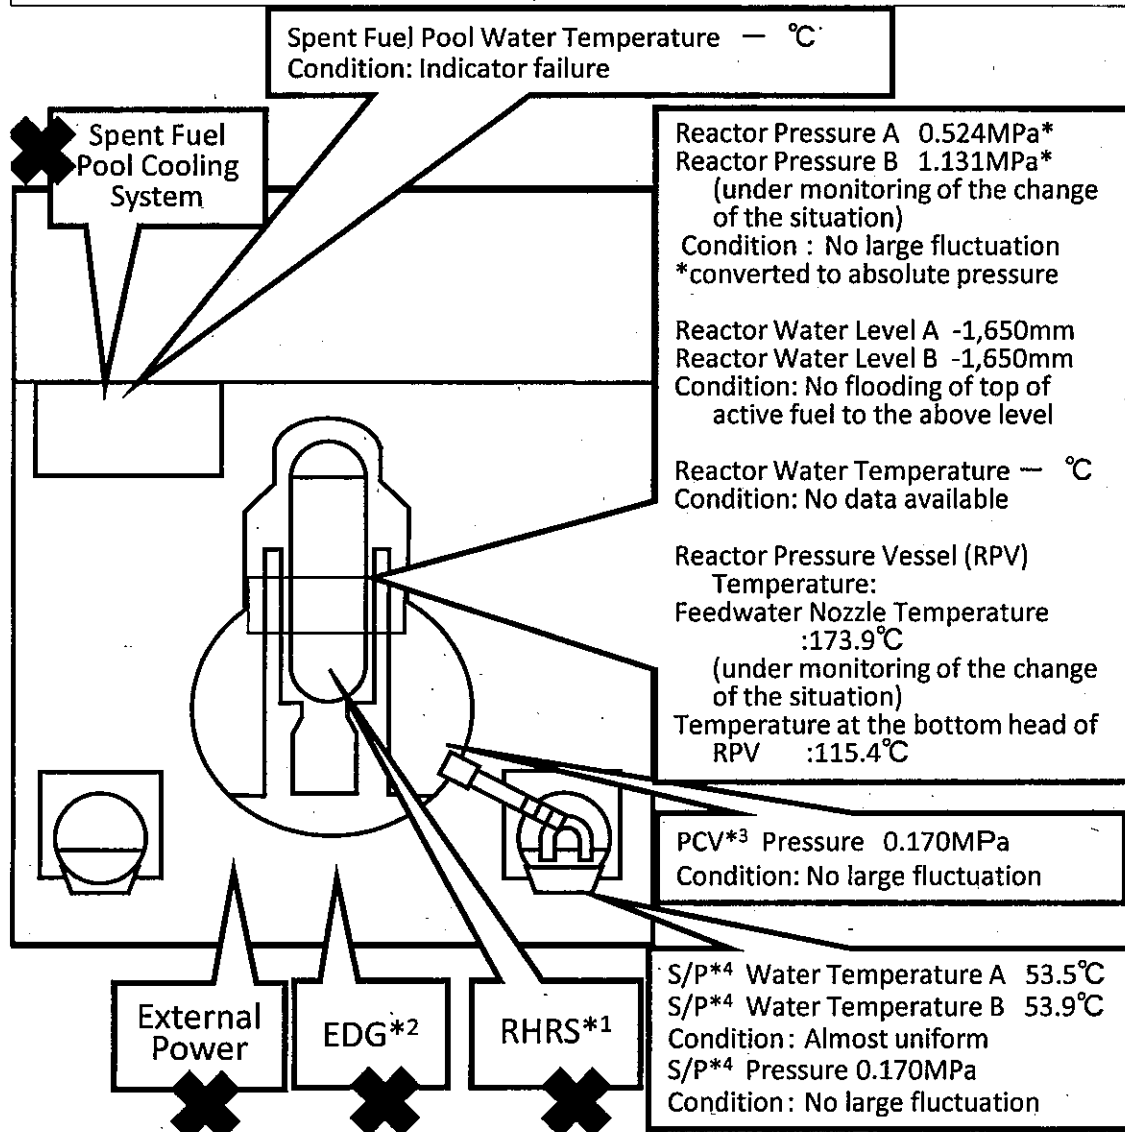 Spent Fuel Pool Water Temperature － ℃
Condition: Indicator failure
Spent Fuel
Pool Cooling
System
Reactor Pressure A 0.524MPa*
Reactor Pressure B 1.131MPa*
(under monitoring of the change
of the situation)
Condition : No large fluctuation
*converted to absolute pressure
Reactor Water Level A -1,650mm
Reactor Water Level B -1,650mm
Condition: No flooding of top of
active fuel to the above level
Reactor Water Temperature － ℃
Condition: No data available
Reactor Pressure Vessel (RPV)
Temperature:
Feedwater Nozzle Temperature
:173.9℃
(under monitoring of the change
of the situation)
Temperature at the bottom head of
RPV :115.4℃
PCV*3 Pressure 0.170MPa
Condition: No large fluctuation
S/P*4 Water Temperature A 53.5℃
S/P*4 Water Temperature B 53.9℃
Condition: Almost uniform
S/P*4 Pressure 0.170MPa
Condition: No large fluctuation
External
Power
EDG*2
RHRS*1